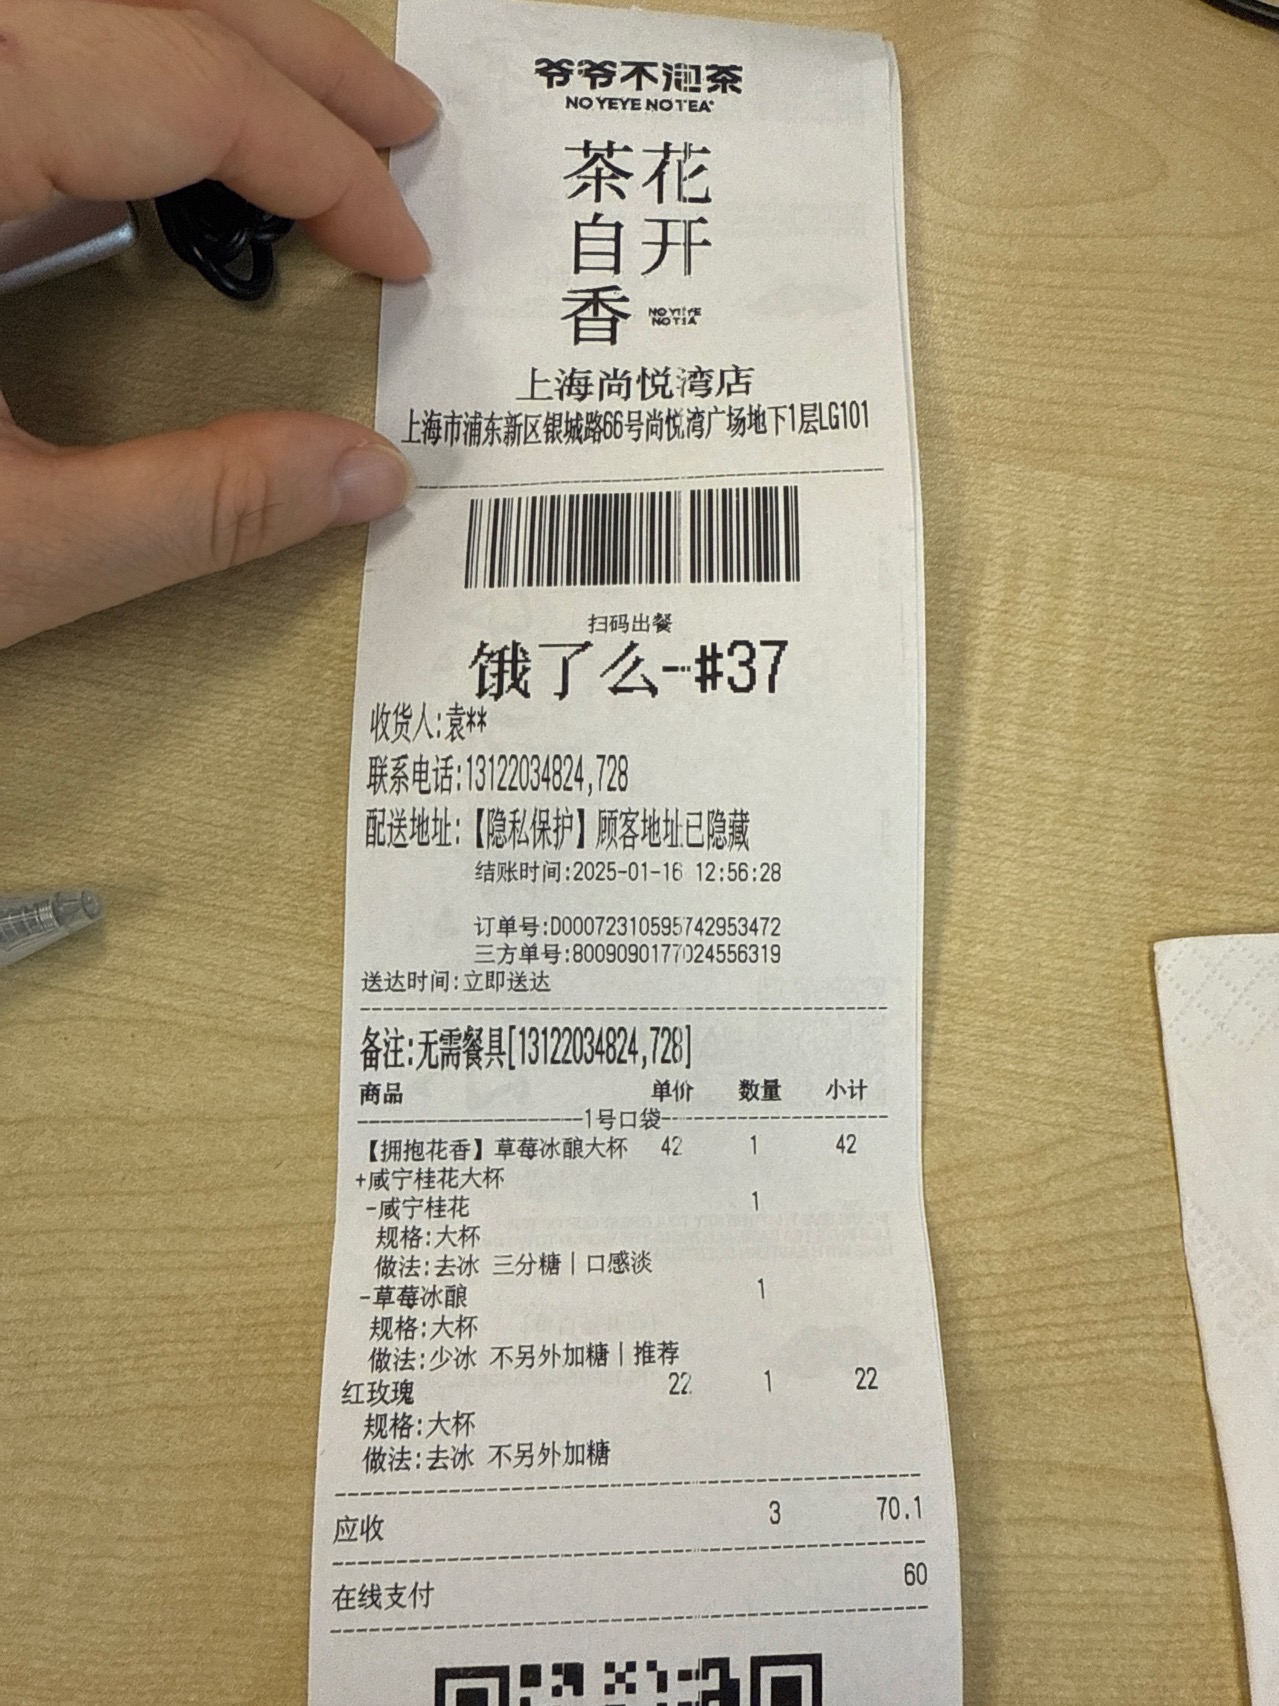 爷爷不泡茶
NO YEYE NO TEA
茶花
自开
香 NO YEYE
NO TEA
上海尚悦湾店
上海市浦东新区银城路66号尚悦湾广场地下1层LG101
扫码出餐
饿了么-#37
收货人:袁**
联系电话:13122034824,728
配送地址:【隐私保护】顾客地址已隐藏
结账时间:2025-01-16 12:56:28
订单号:D00072310595742953472
三方单号:8009090177024556319
送达时间:立即送达
备注:无需餐具[13122034824,728]
商品 单价 数量 小计
1号口袋
【拥抱花香】草莓冰酿大杯 42 1 42
+咸宁桂花大杯
-咸宁桂花 1
规格:大杯
做法:去冰 三分糖|口感淡
-草莓冰酿 1
规格:大杯
做法:少冰 不另外加糖|推荐
红玫瑰 22 1 22
规格:大杯
做法:去冰 不另外加糖
应收 3 70.1
在线支付 60